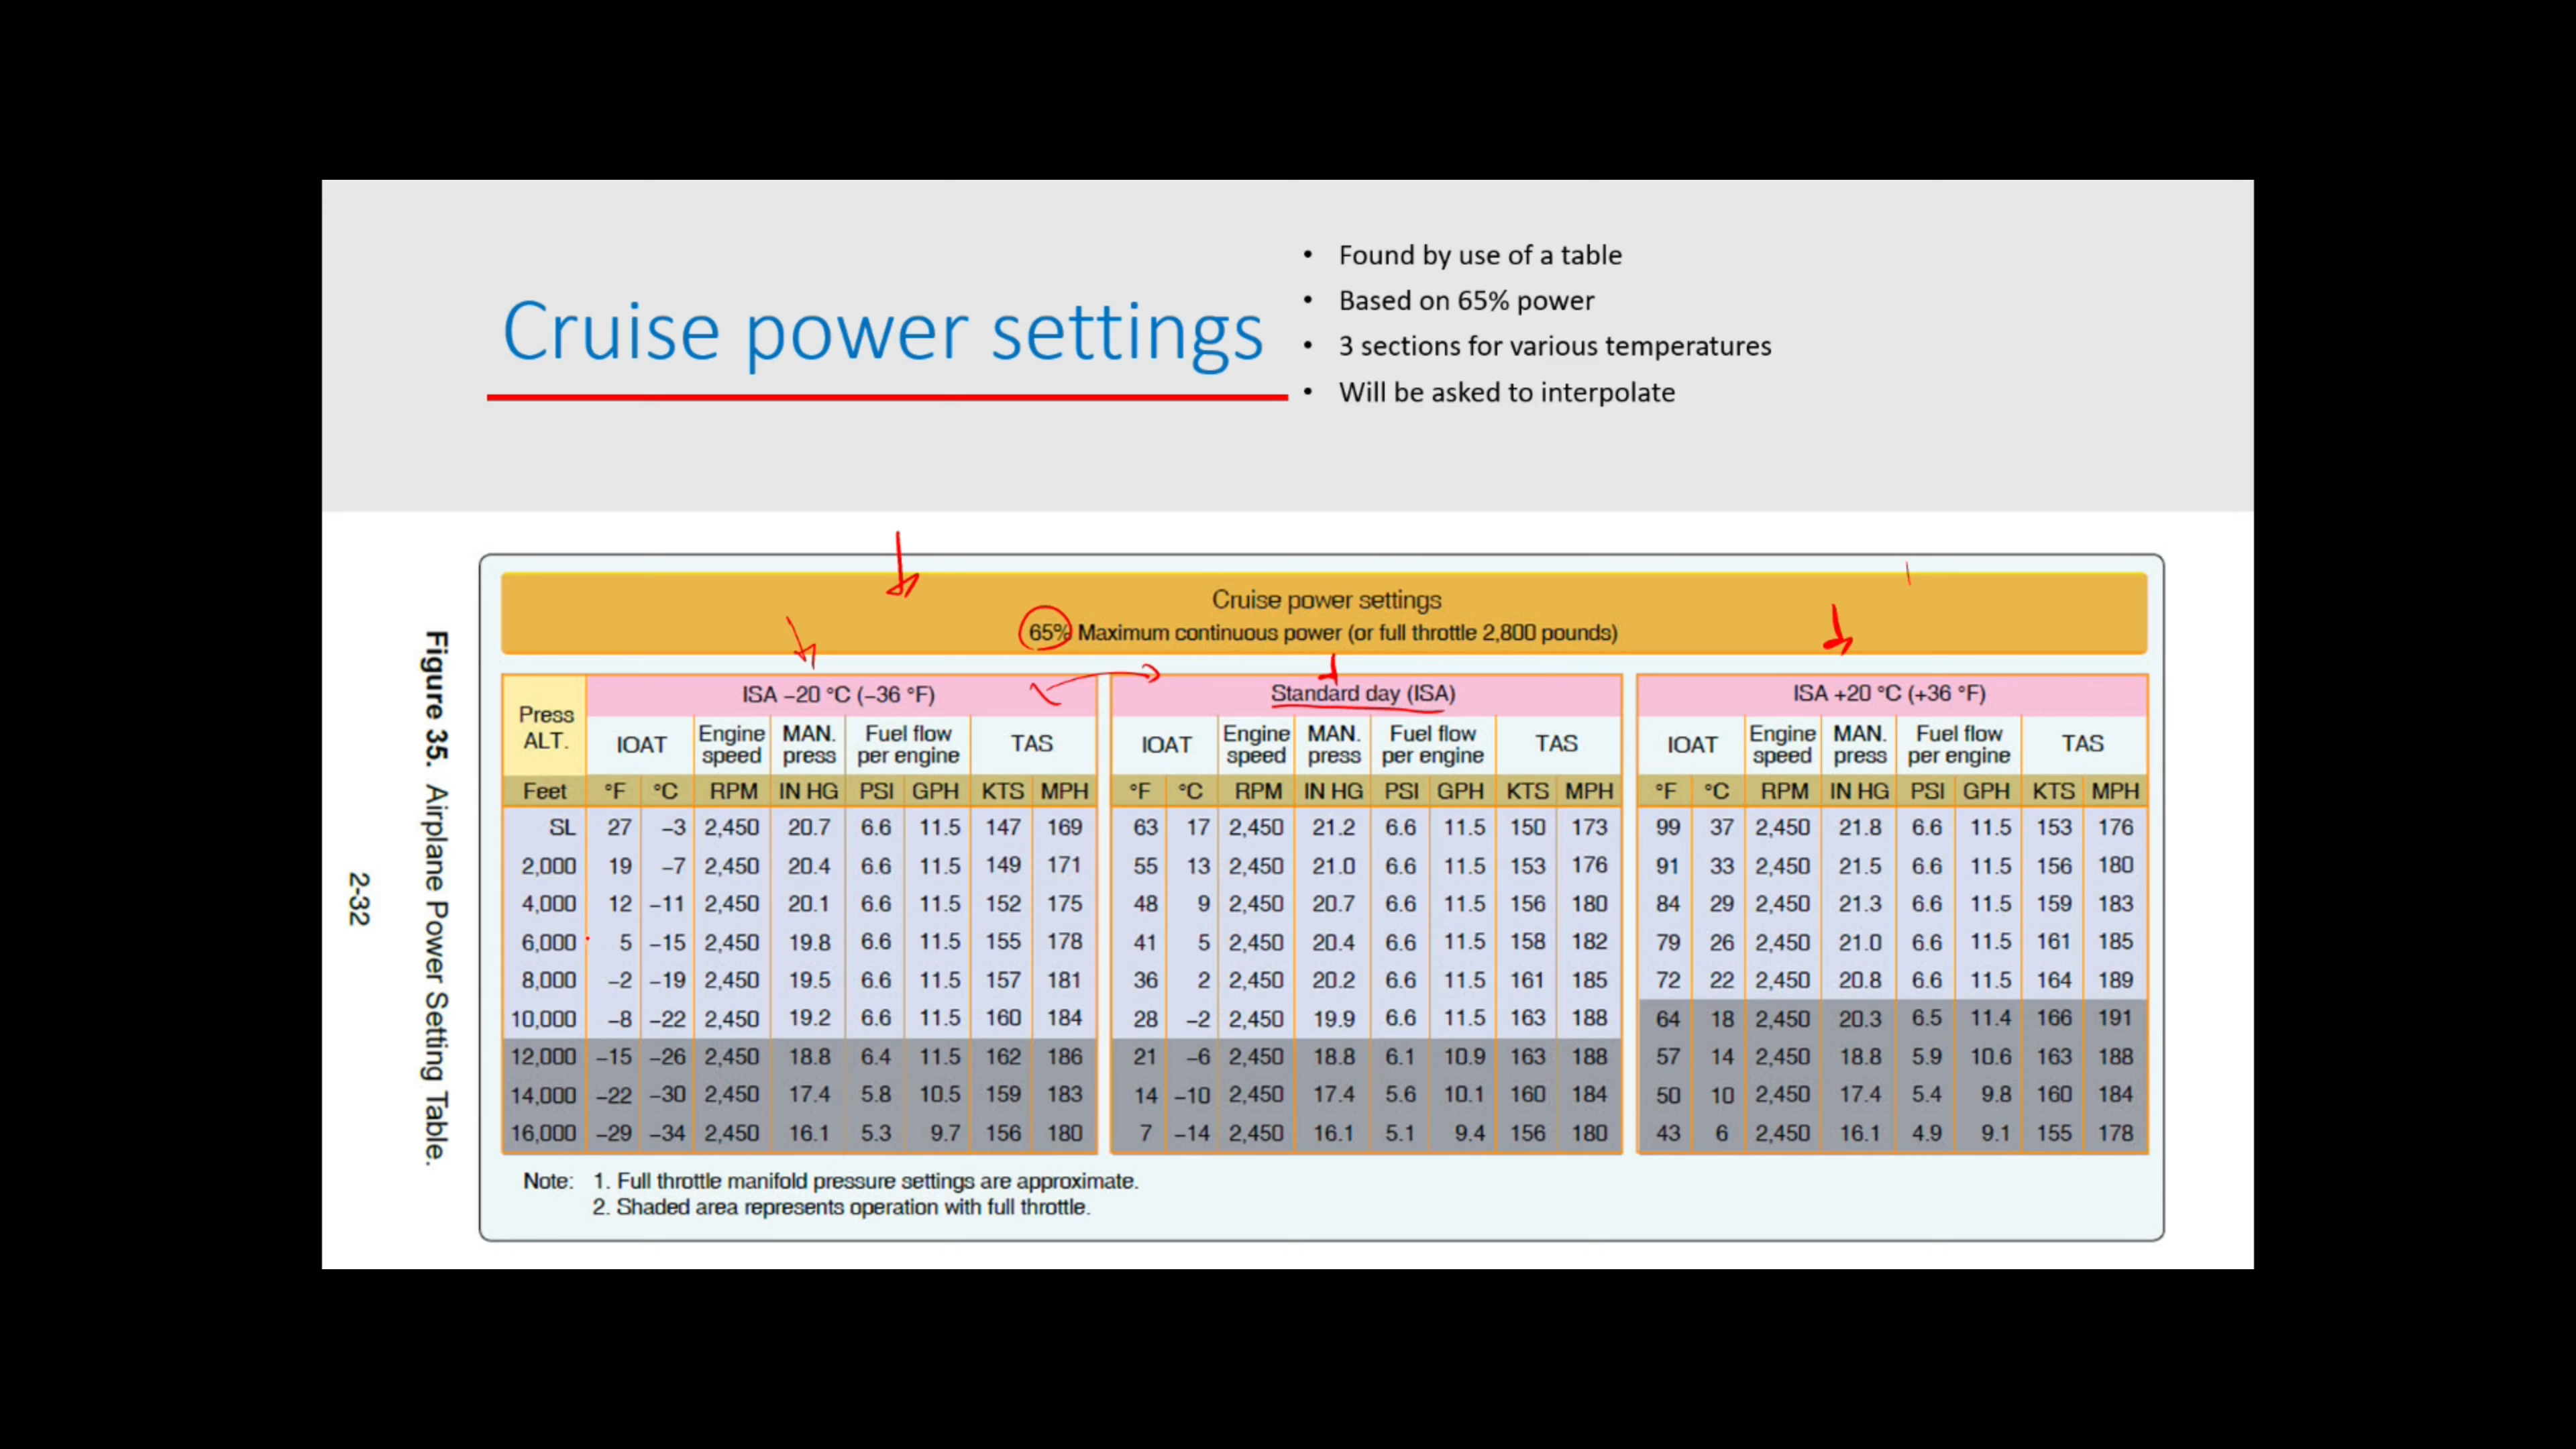 Cruise power settings
• Found by use of a table
• Based on 65% power
• 3 sections for various temperatures
• Will be asked to interpolate
Cruise power settings
65% Maximum continuous power (or full throttle 2,800 pounds)
Press ALT. ISA −20 °C (−36 °F) Standard day (ISA) ISA +20 °C (+36 °F)
IOAT Engine speed MAN. press Fuel flow per engine TAS IOAT Engine speed MAN. press Fuel flow per engine TAS IOAT Engine speed MAN. press Fuel flow per engine TAS
Feet °F °C RPM IN HG PSI GPH KTS MPH °F °C RPM IN HG PSI GPH KTS MPH °F °C RPM IN HG PSI GPH KTS MPH
SL 27 −3 2,450 20.7 6.6 11.5 147 169 63 17 2,450 21.2 6.6 11.5 150 173 99 37 2,450 21.8 6.6 11.5 153 176
2,000 19 −7 2,450 20.4 6.6 11.5 149 171 55 13 2,450 21.0 6.6 11.5 153 176 91 33 2,450 21.5 6.6 11.5 156 180
4,000 12 −11 2,450 20.1 6.6 11.5 152 175 48 9 2,450 20.7 6.6 11.5 156 180 84 29 2,450 21.3 6.6 11.5 159 183
6,000 5 −15 2,450 19.8 6.6 11.5 155 178 41 5 2,450 20.4 6.6 11.5 158 182 79 26 2,450 21.0 6.6 11.5 161 185
8,000 −2 −19 2,450 19.5 6.6 11.5 157 181 36 2 2,450 20.2 6.6 11.5 161 185 72 22 2,450 20.8 6.6 11.5 164 189
10,000 −8 −22 2,450 19.2 6.6 11.5 160 184 28 −2 2,450 19.9 6.6 11.5 163 188 64 18 2,450 20.3 6.5 11.4 166 191
12,000 −15 −26 2,450 18.8 6.4 11.5 162 186 21 −6 2,450 18.8 6.1 10.9 163 188 57 14 2,450 18.8 5.9 10.6 163 188
14,000 −22 −30 2,450 17.4 5.8 10.5 159 183 14 −10 2,450 17.4 5.6 10.1 160 184 50 10 2,450 17.4 5.4 9.8 160 184
16,000 −29 −34 2,450 16.1 5.3 9.7 156 180 7 −14 2,450 16.1 5.1 9.4 156 180 43 6 2,450 16.1 4.9 9.1 155 178
Note: 1. Full throttle manifold pressure settings are approximate.
2. Shaded area represents operation with full throttle.
Figure 35. Airplane Power Setting Table.
2-32